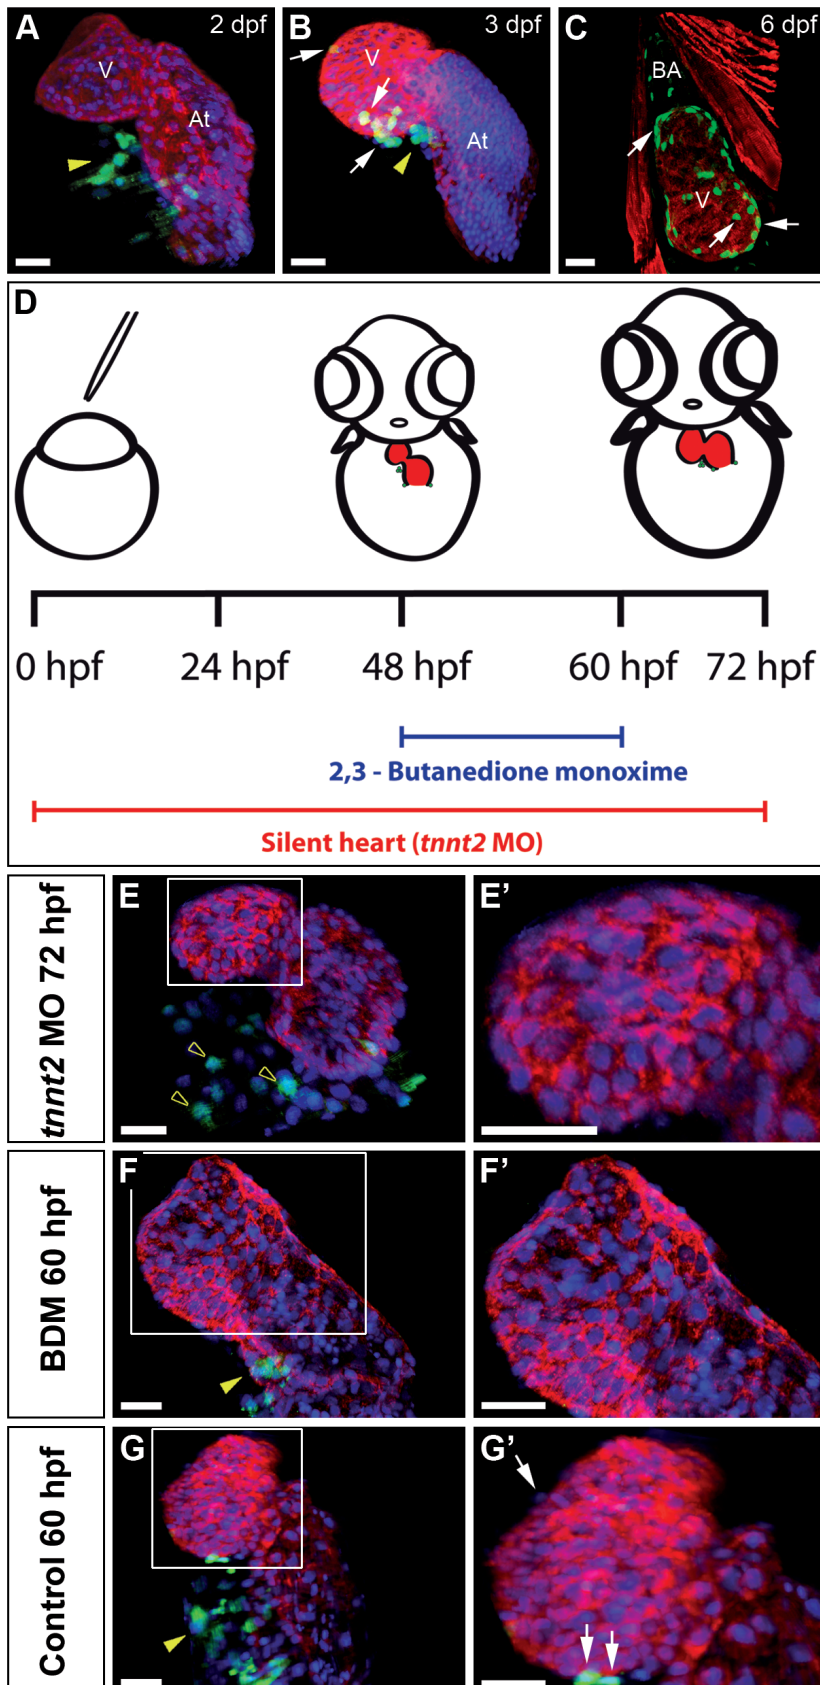 A
2 dpf
V
At
B
3 dpf
V
At
C
6 dpf
BA
V
D
0 hpf
24 hpf
48 hpf
60 hpf
72 hpf
2,3 - Butanedione monoxime
Silent heart (tnnt2 MO)
tnnt2 MO 72 hpf
E
E’
BDM 60 hpf
F
F’
Control 60 hpf
G
G’